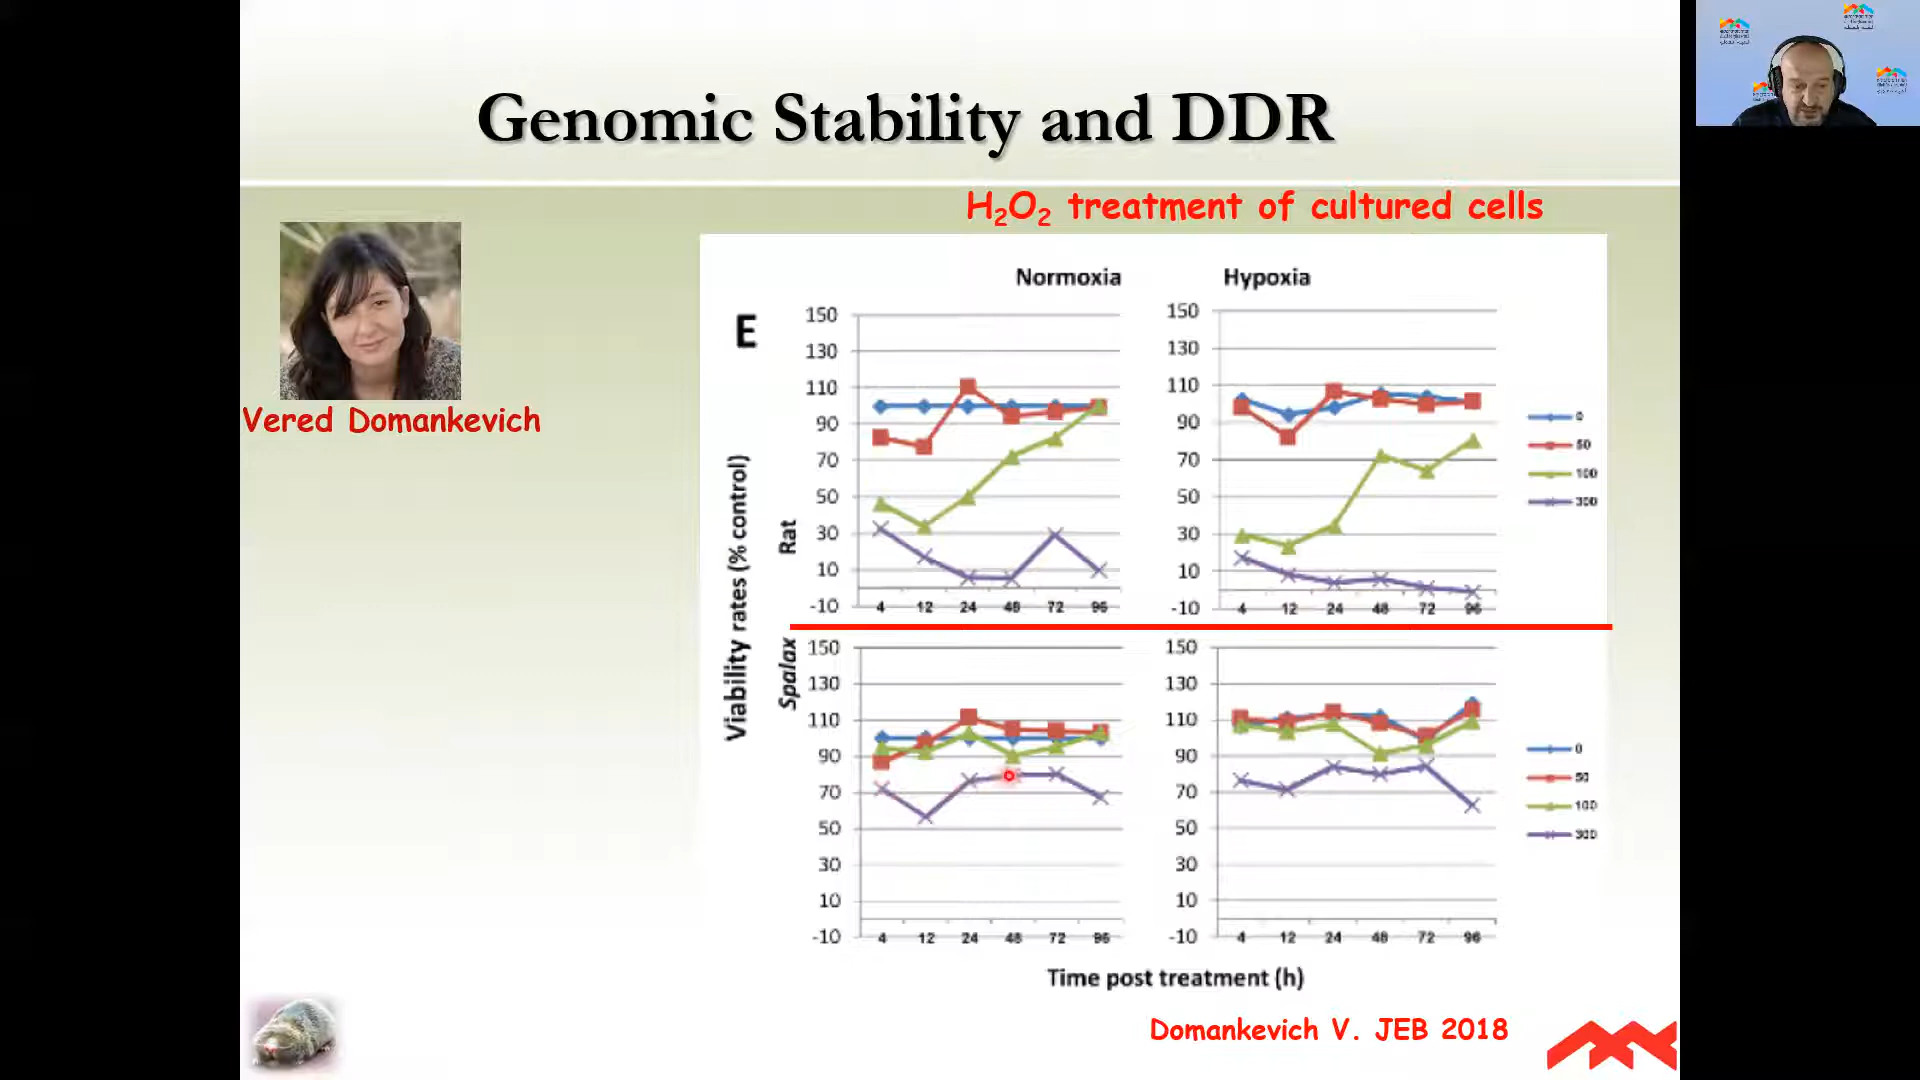 Genomic Stability and DDR
H₂O₂ treatment of cultured cells
Vered Domankevich
Normoxia
Hypoxia
E
Viability rates (% control)
Rat
150
130
110
90
70
50
30
10
-10
4 12 24 48 72 96
150
130
110
90
70
50
30
10
-10
4 12 24 48 72 96
0
50
100
300
Spalax
150
130
110
90
70
50
30
10
-10
4 12 24 48 72 96
150
130
110
90
70
50
30
10
-10
4 12 24 48 72 96
0
50
100
300
Time post treatment (h)
Domankevich V. JEB 2018